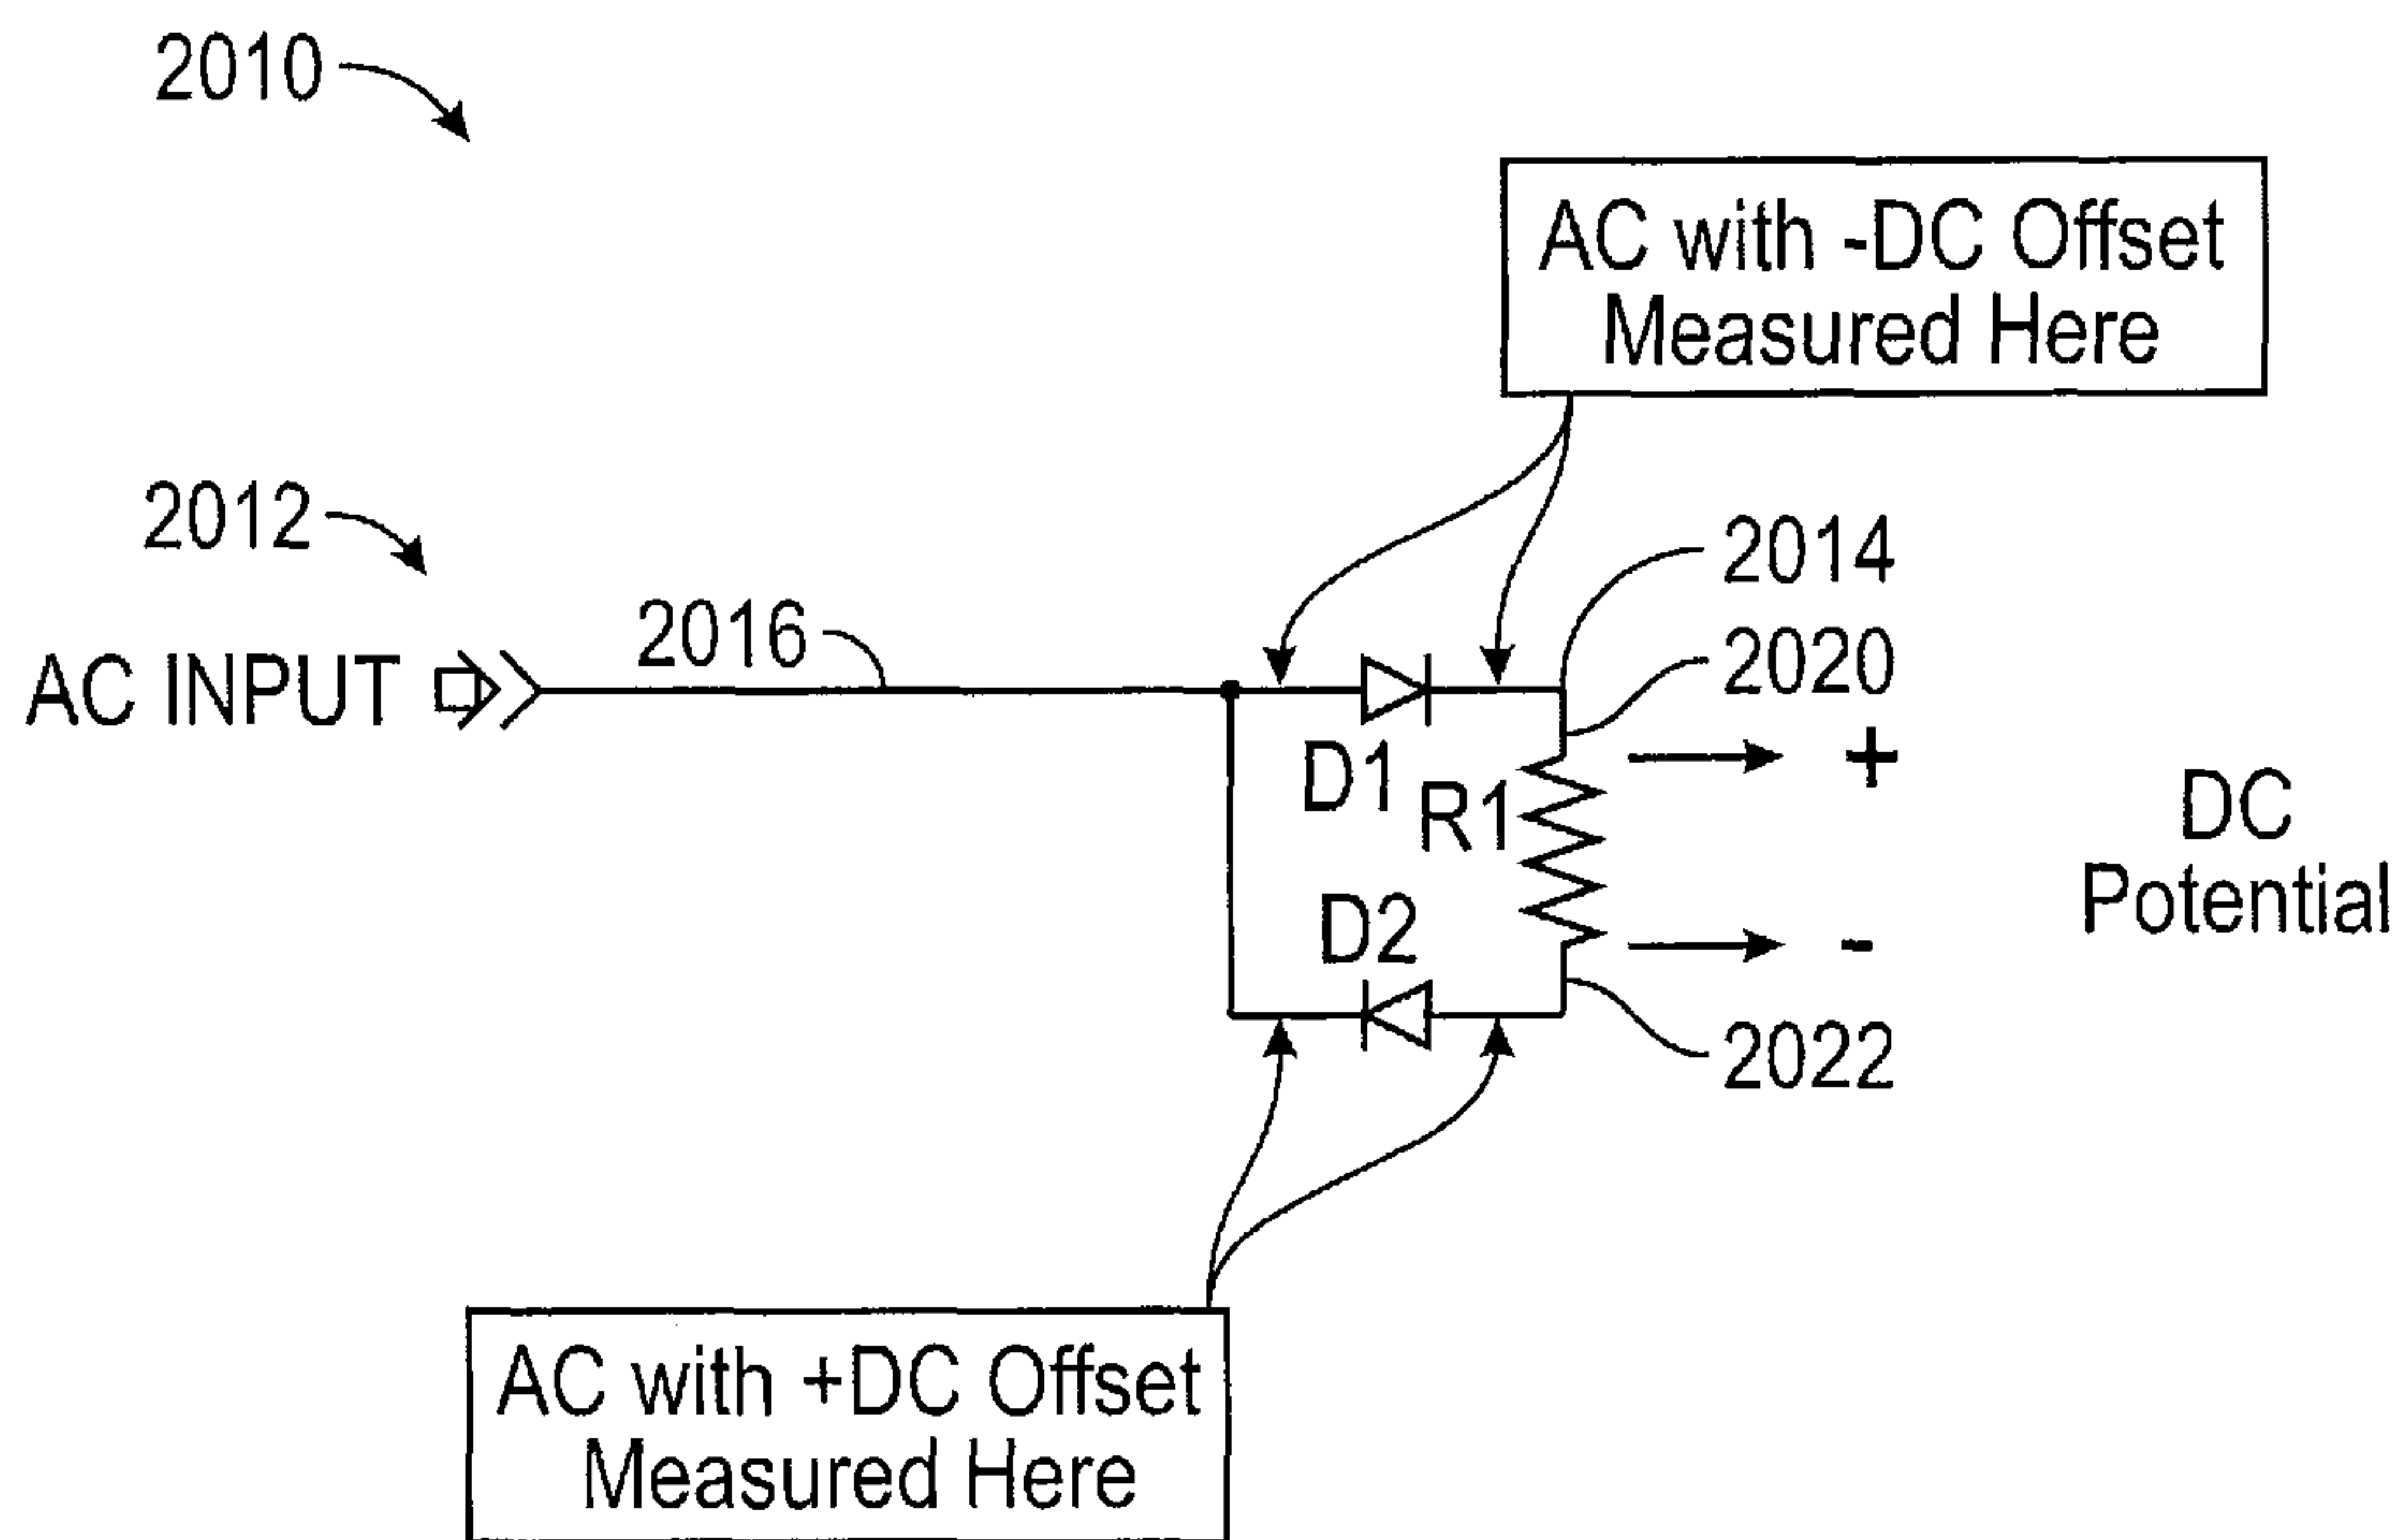 2010
AC with -DC Offset
Measured Here
2012
2014
2016
2020
AC INPUT
+
D1
R1
DC
Potential
D2
-
2022
AC with +DC Offset
Measured Here